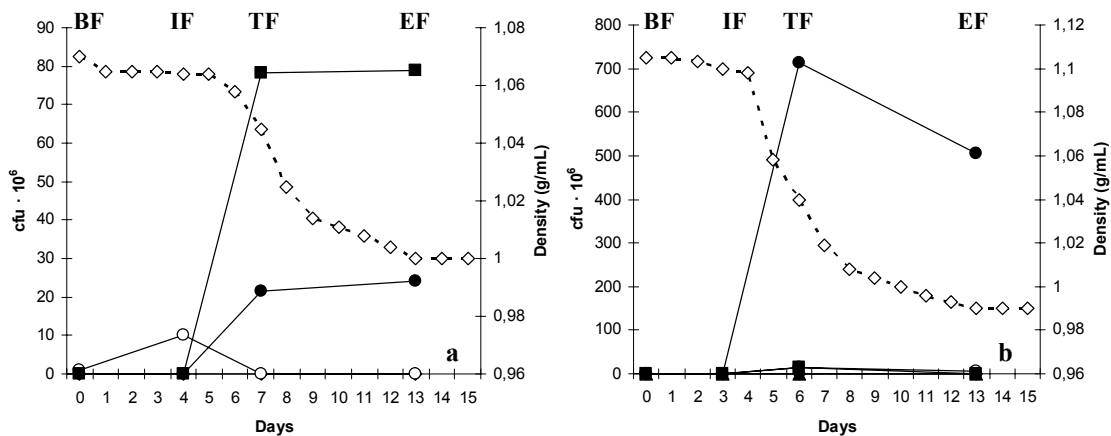 BF IF TF EF
90 80 70 60 50 40 30 20 10 0
cfu · 10⁶
1,08 1,06 1,04 1,02 1 0,98 0,96
Density (g/mL)
a
0 1 2 3 4 5 6 7 8 9 10 11 12 13 14 15
Days
BF IF TF EF
800 700 600 500 400 300 200 100 0
cfu · 10⁶
1,12 1,10 1,08 1,06 1,04 1,02 1 0,98 0,96
Density (g/mL)
b
0 1 2 3 4 5 6 7 8 9 10 11 12 13 14 15
Days